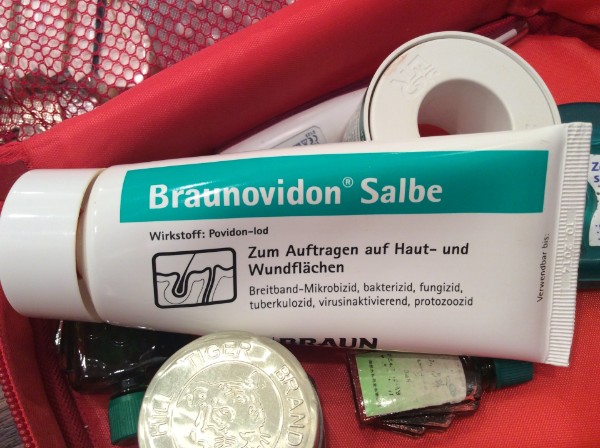 Braunovidon® Salbe
Wirkstoff: Povidon-Iod
Zum Auftragen auf Haut- und
Wundflächen
Breitband-Mikrobizid, bakterizid, fungizid,
tuberkulozid, virusinaktivierend, protozoozid
Verwendbar bis:
BRAUN
TIGER BRAND